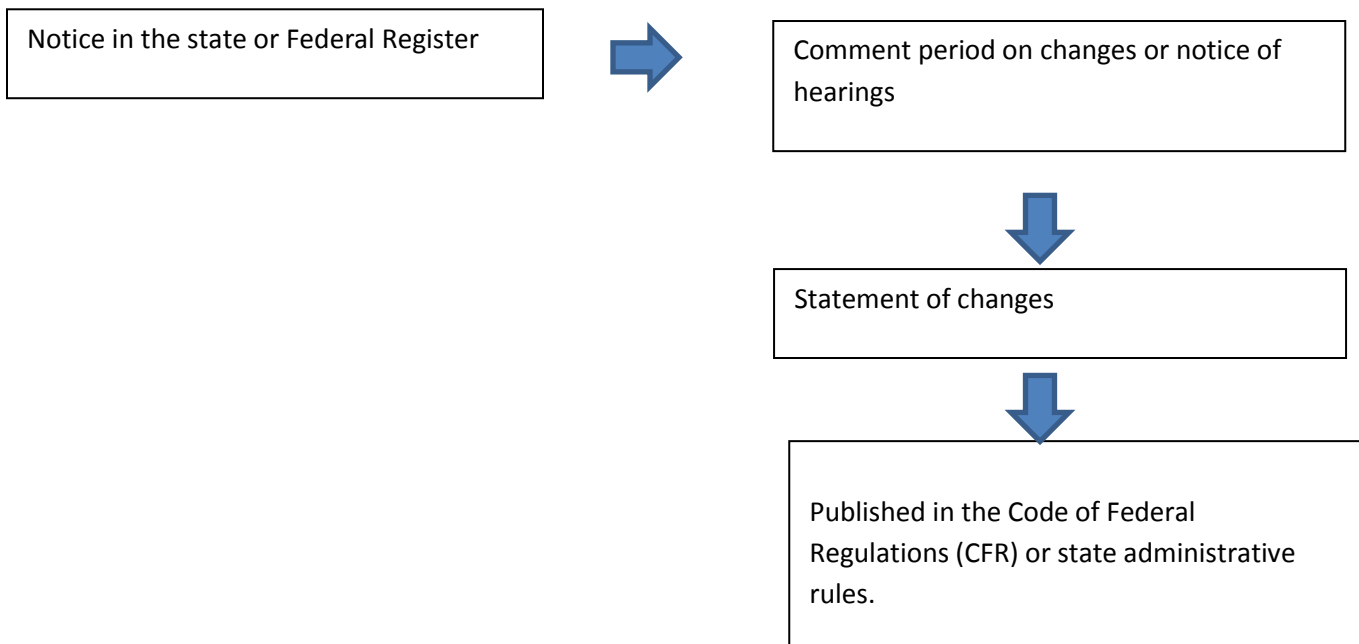 Notice in the state or Federal Register
Comment period on changes or notice of
hearings
Statement of changes
Published in the Code of Federal
Regulations (CFR) or state administrative
rules.